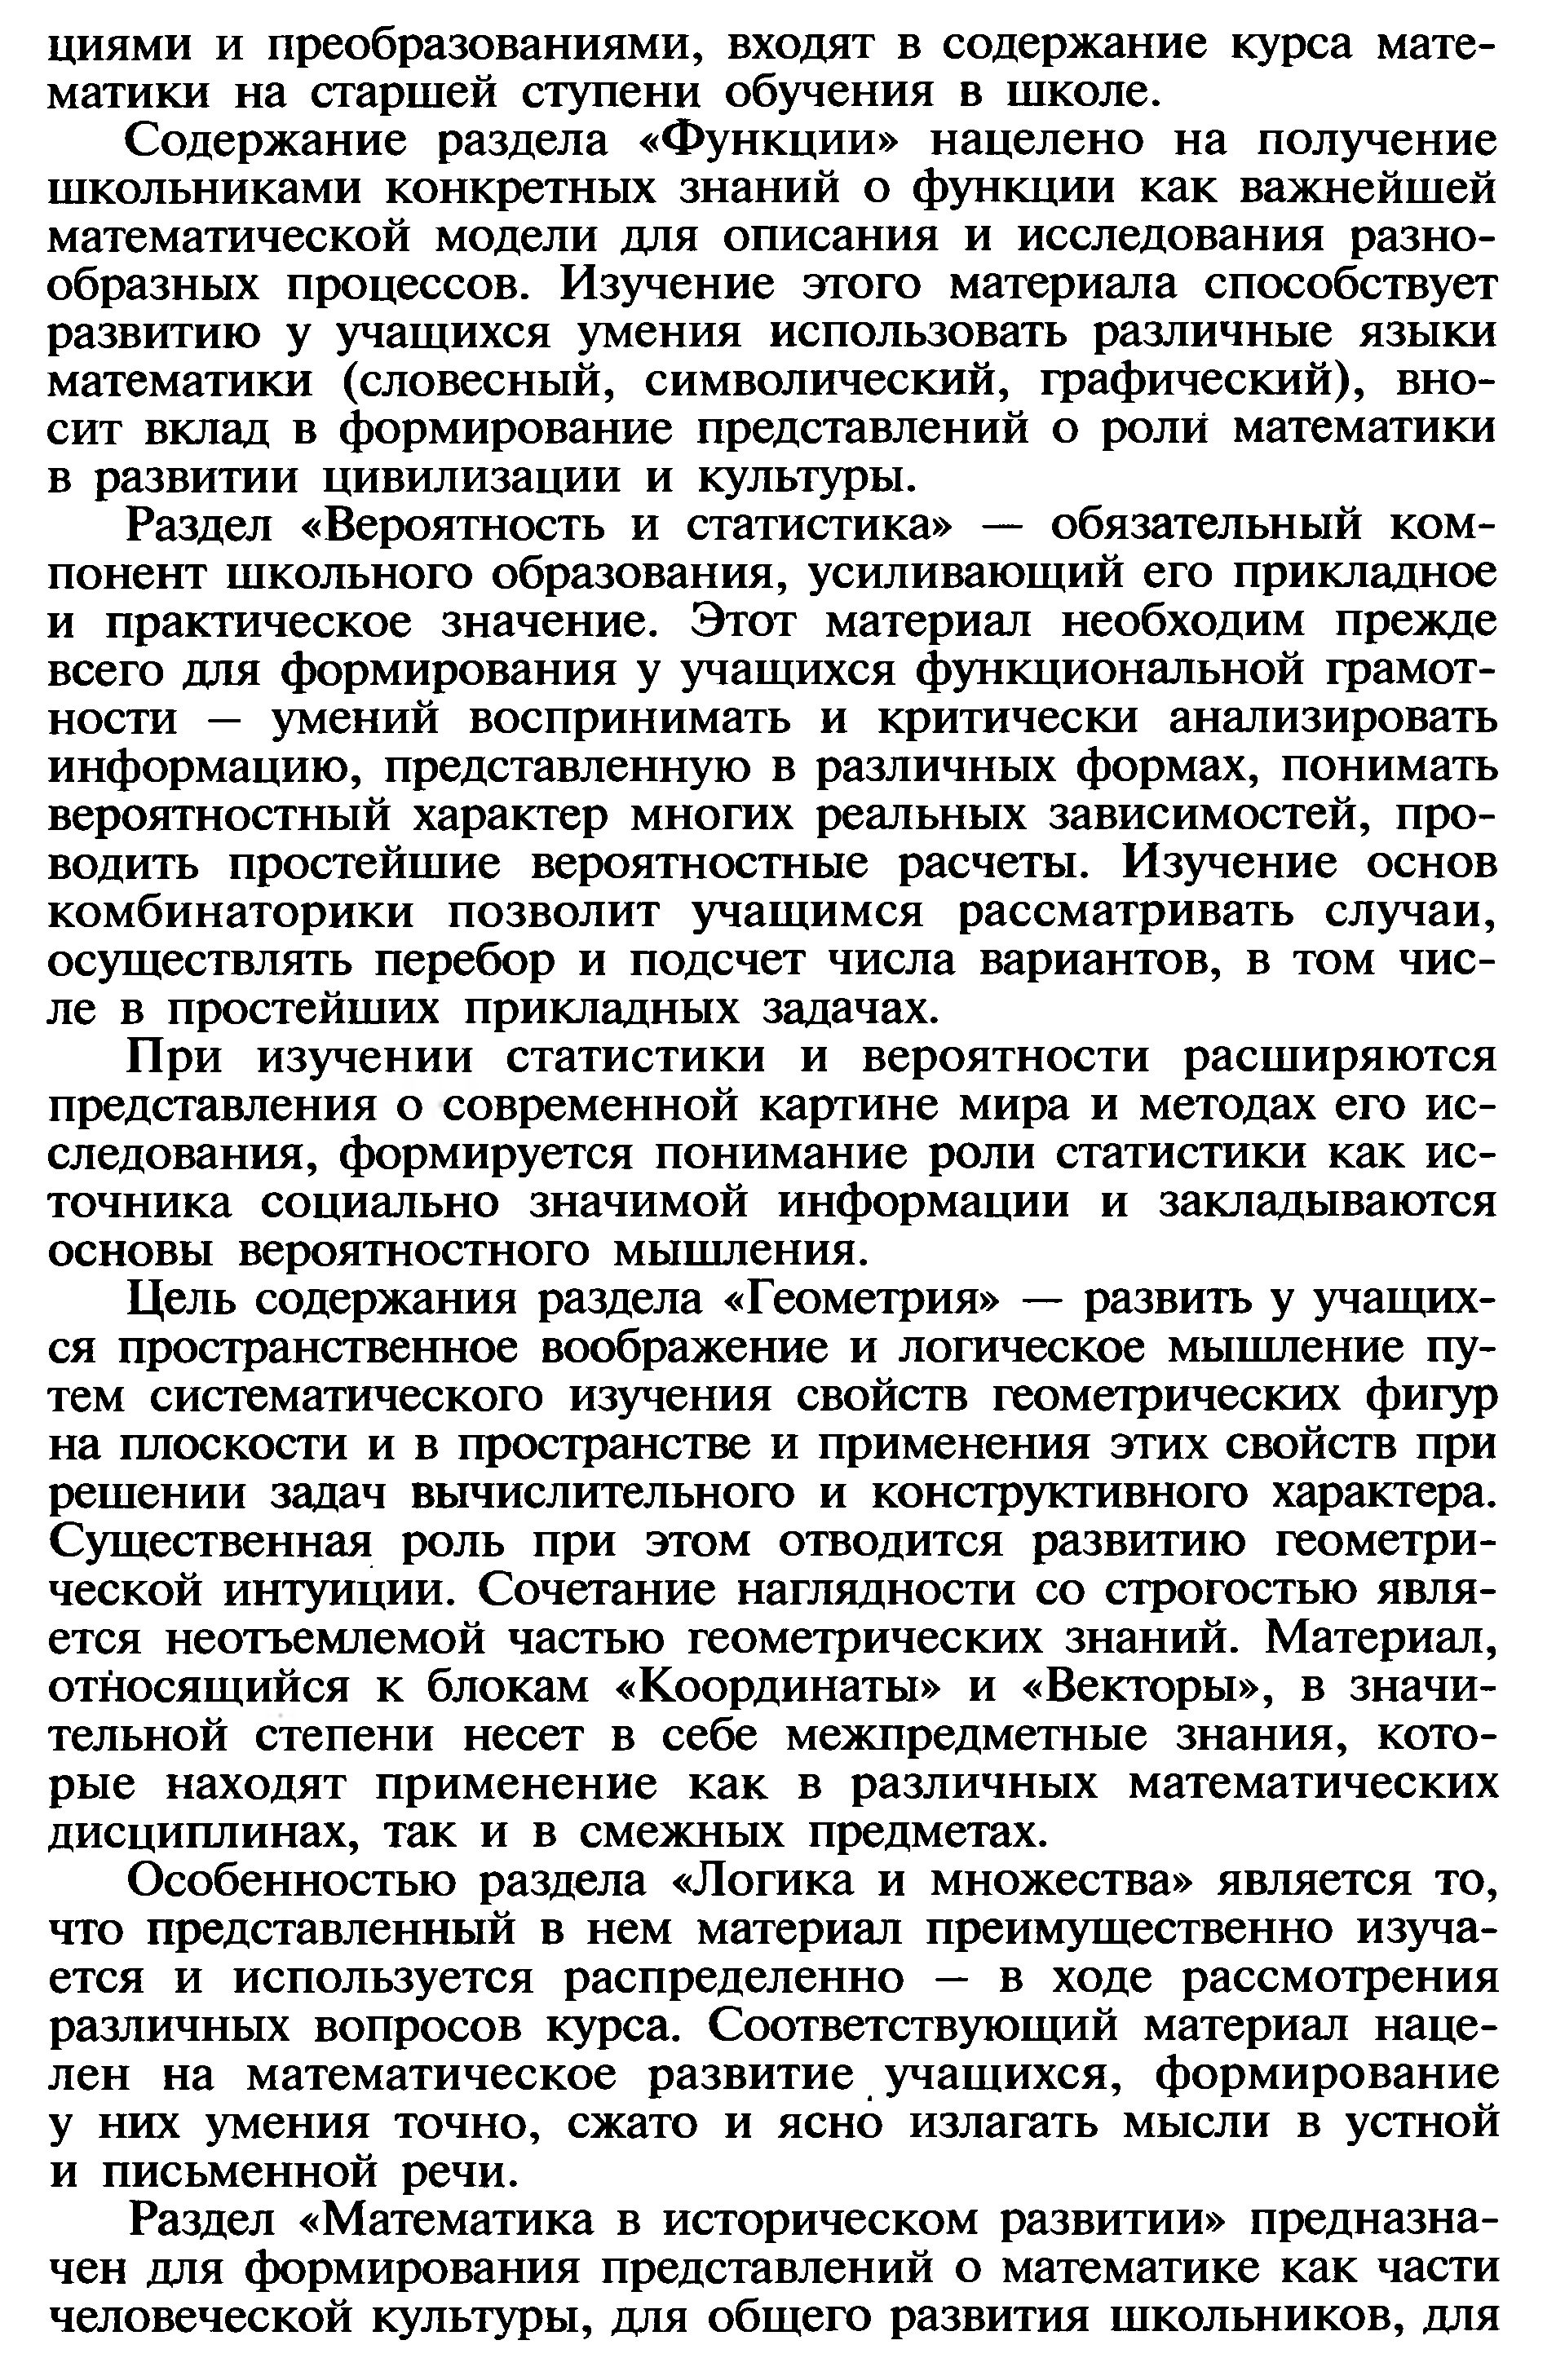 циями и преобразованиями, входят в содержание курса мате-
матики на старшей ступени обучения в школе.
Содержание раздела «Функции» нацелено на получение
школьниками конкретных знаний о функции как важнейшей
математической модели для описания и исследования разно-
образных процессов. Изучение этого материала способствует
развитию у учащихся умения использовать различные языки
математики (словесный, символический, графический), вно-
сит вклад в формирование представлений о роли математики
в развитии цивилизации и культуры.
Раздел «Вероятность и статистика» — обязательный ком-
понент школьного образования, усиливающий его прикладное
и практическое значение. Этот материал необходим прежде
всего для формирования у учащихся функциональной грамот-
ности — умений воспринимать и критически анализировать
информацию, представленную в различных формах, понимать
вероятностный характер многих реальных зависимостей, про-
водить простейшие вероятностные расчеты. Изучение основ
комбинаторики позволит учащимся рассматривать случаи,
осуществлять перебор и подсчет числа вариантов, в том чис-
ле в простейших прикладных задачах.
При изучении статистики и вероятности расширяются
представления о современной картине мира и методах его ис-
следования, формируется понимание роли статистики как ис-
точника социально значимой информации и закладываются
основы вероятностного мышления.
Цель содержания раздела «Геометрия» — развить у учащих-
ся пространственное воображение и логическое мышление пу-
тем систематического изучения свойств геометрических фигур
на плоскости и в пространстве и применения этих свойств при
решении задач вычислительного и конструктивного характера.
Существенная роль при этом отводится развитию геометри-
ческой интуиции. Сочетание наглядности со строгостью явля-
ется неотъемлемой частью геометрических знаний. Материал,
относящийся к блокам «Координаты» и «Векторы», в значи-
тельной степени несет в себе межпредметные знания, кото-
рые находят применение как в различных математических
дисциплинах, так и в смежных предметах.
Особенностью раздела «Логика и множества» является то,
что представленный в нем материал преимущественно изуча-
ется и используется распределенно — в ходе рассмотрения
различных вопросов курса. Соответствующий материал наце-
лен на математическое развитие учащихся, формирование
у них умения точно, сжато и ясно излагать мысли в устной
и письменной речи.
Раздел «Математика в историческом развитии» предназна-
чен для формирования представлений о математике как части
человеческой культуры, для общего развития школьников, для